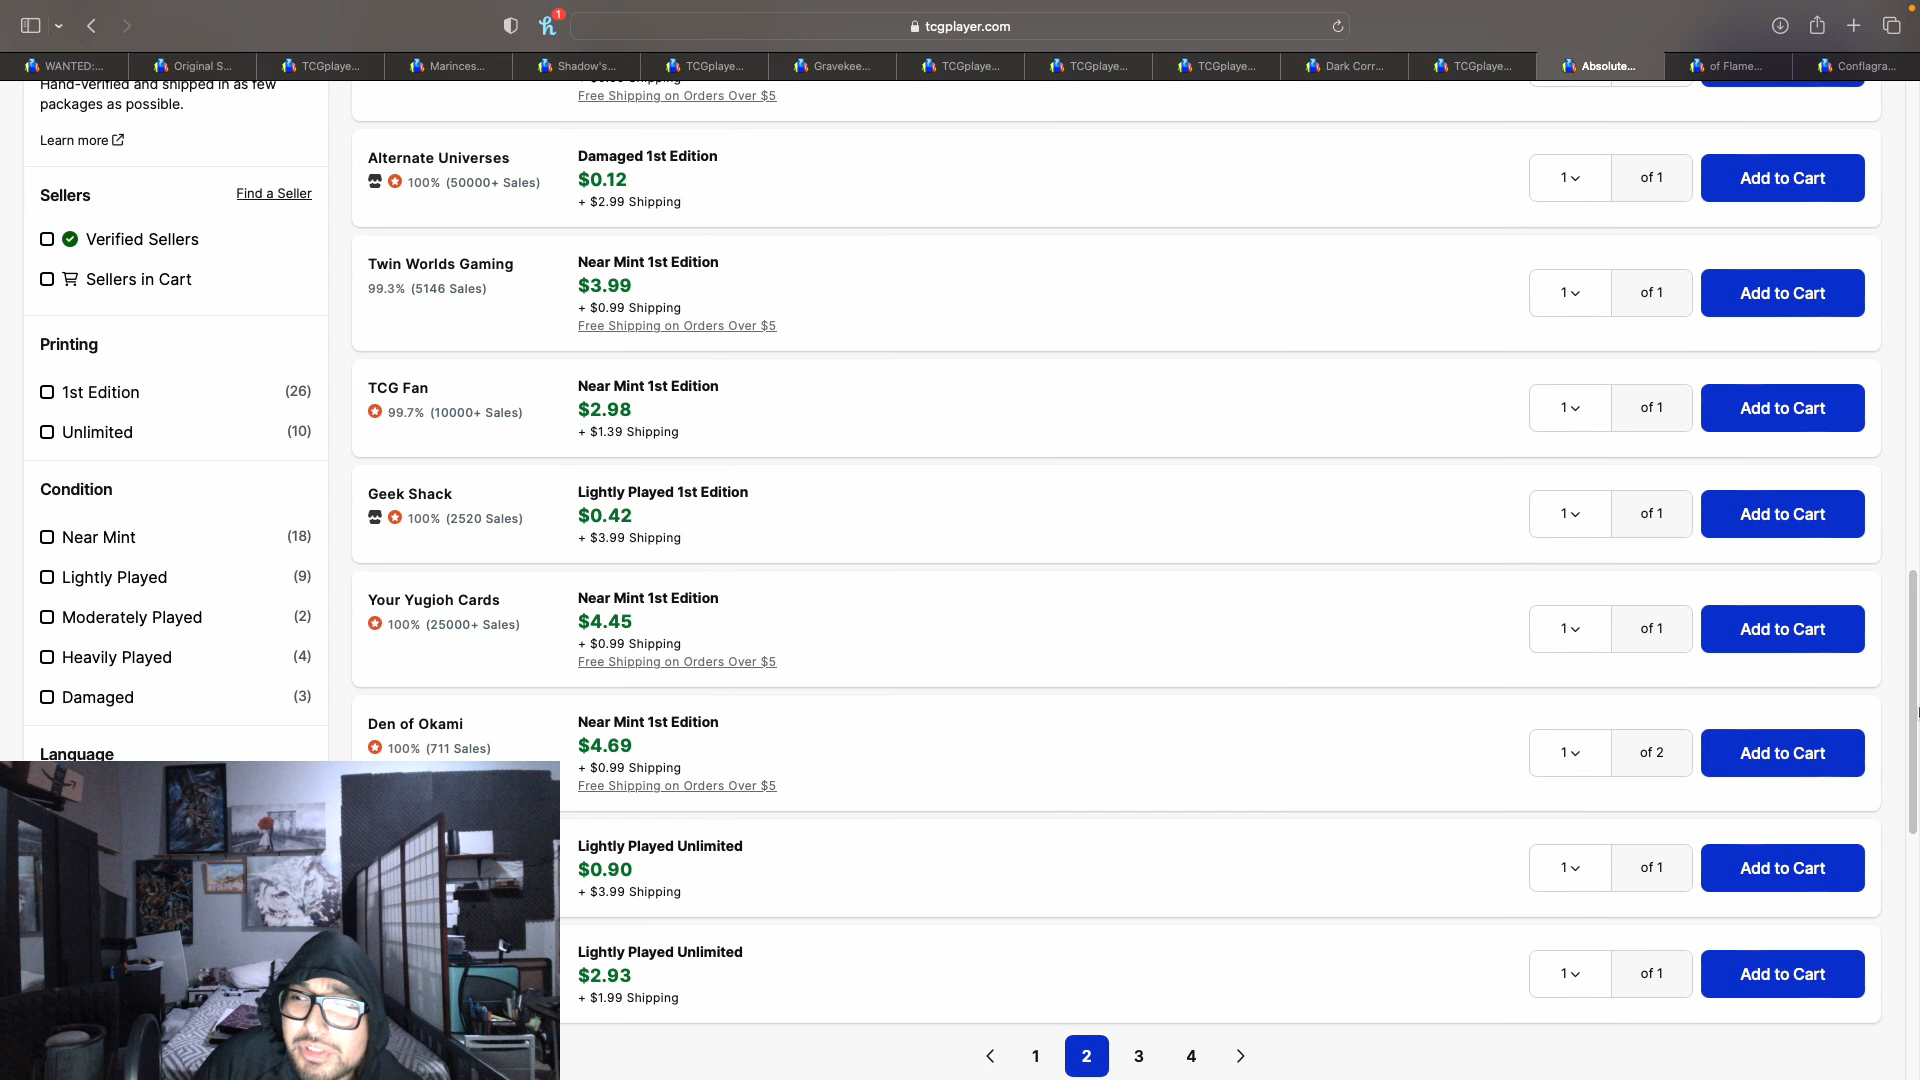 1
tcgplayer.com
WANTED:...
Original S...
TCGplaye...
Marinces...
Shadow's...
TCGplaye...
Gravekee...
TCGplaye...
TCGplaye...
TCGplaye...
Dark Corr...
TCGplaye...
Absolute...
of Flame...
Conflagra...
Hand-verified and shipped in as few
packages as possible.
Learn more
Sellers
Find a Seller
Verified Sellers
Sellers in Cart
Printing
1st Edition (26)
Unlimited (10)
Condition
Near Mint (18)
Lightly Played (9)
Moderately Played (2)
Heavily Played (4)
Damaged (3)
Language
Free Shipping on Orders Over $5
Alternate Universes
100% (50000+ Sales)
Damaged 1st Edition
$0.12
+ $2.99 Shipping
1 of 1
Add to Cart
Twin Worlds Gaming
99.3% (5146 Sales)
Near Mint 1st Edition
$3.99
+ $0.99 Shipping
Free Shipping on Orders Over $5
1 of 1
Add to Cart
TCG Fan
99.7% (10000+ Sales)
Near Mint 1st Edition
$2.98
+ $1.39 Shipping
1 of 1
Add to Cart
Geek Shack
100% (2520 Sales)
Lightly Played 1st Edition
$0.42
+ $3.99 Shipping
1 of 1
Add to Cart
Your Yugioh Cards
100% (25000+ Sales)
Near Mint 1st Edition
$4.45
+ $0.99 Shipping
Free Shipping on Orders Over $5
1 of 1
Add to Cart
Den of Okami
100% (711 Sales)
Near Mint 1st Edition
$4.69
+ $0.99 Shipping
Free Shipping on Orders Over $5
1 of 2
Add to Cart
Lightly Played Unlimited
$0.90
+ $3.99 Shipping
1 of 1
Add to Cart
Lightly Played Unlimited
$2.93
+ $1.99 Shipping
1 of 1
Add to Cart
1 2 3 4